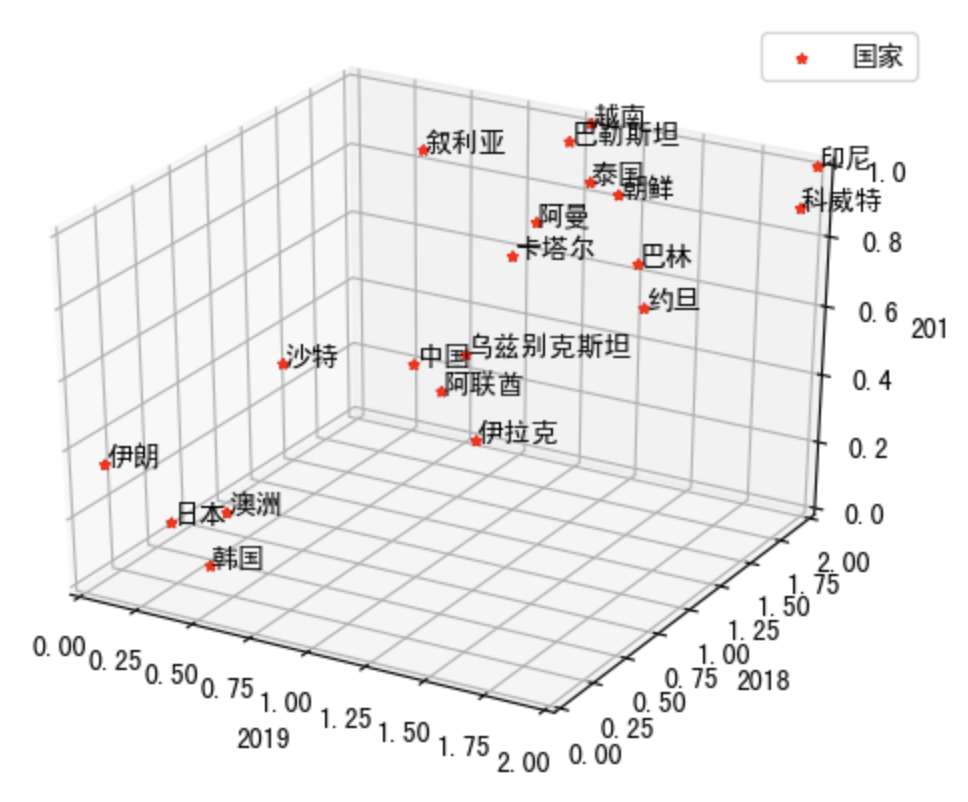 国家
越南
巴勒斯坦
叙利亚
印尼
1.0
泰国
朝鲜
科威特
阿曼
0.8
卡塔尔
巴林
约旦
0.6
201
乌兹别克斯坦
沙特
中国
阿联酋
0.4
伊拉克
0.2
伊朗
澳洲
日本
0.0
韩国
2.00
1.75
1.50
1.25
1.00
0.75
2018
0.50
0.25
0.00
0.00
0.25
0.50
0.75
1.00
1.25
1.50
1.75
2.00
2019